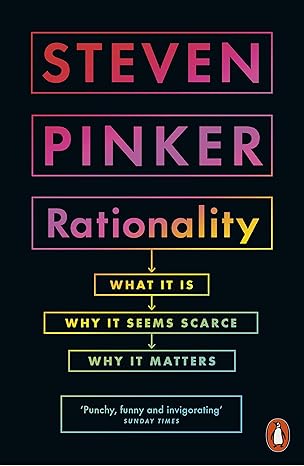 STEVEN
PINKER
Rationality
WHAT IT IS
WHY IT SEEMS SCARCE
WHY IT MATTERS
‘Punchy, funny and invigorating’
SUNDAY TIMES